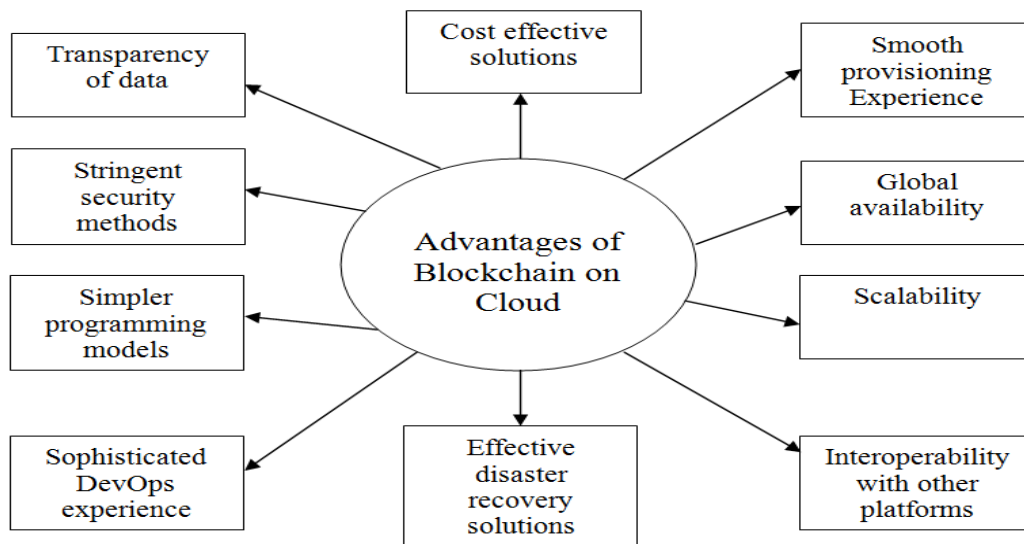 Transparency
of data
Cost effective
solutions
Smooth
provisioning
Experience
Stringent
security
methods
Global
availability
Advantages of
Blockchain on
Cloud
Simpler
programming
models
Scalability
Sophisticated
DevOps
experience
Effective
disaster
recovery
solutions
Interoperability
with other
platforms